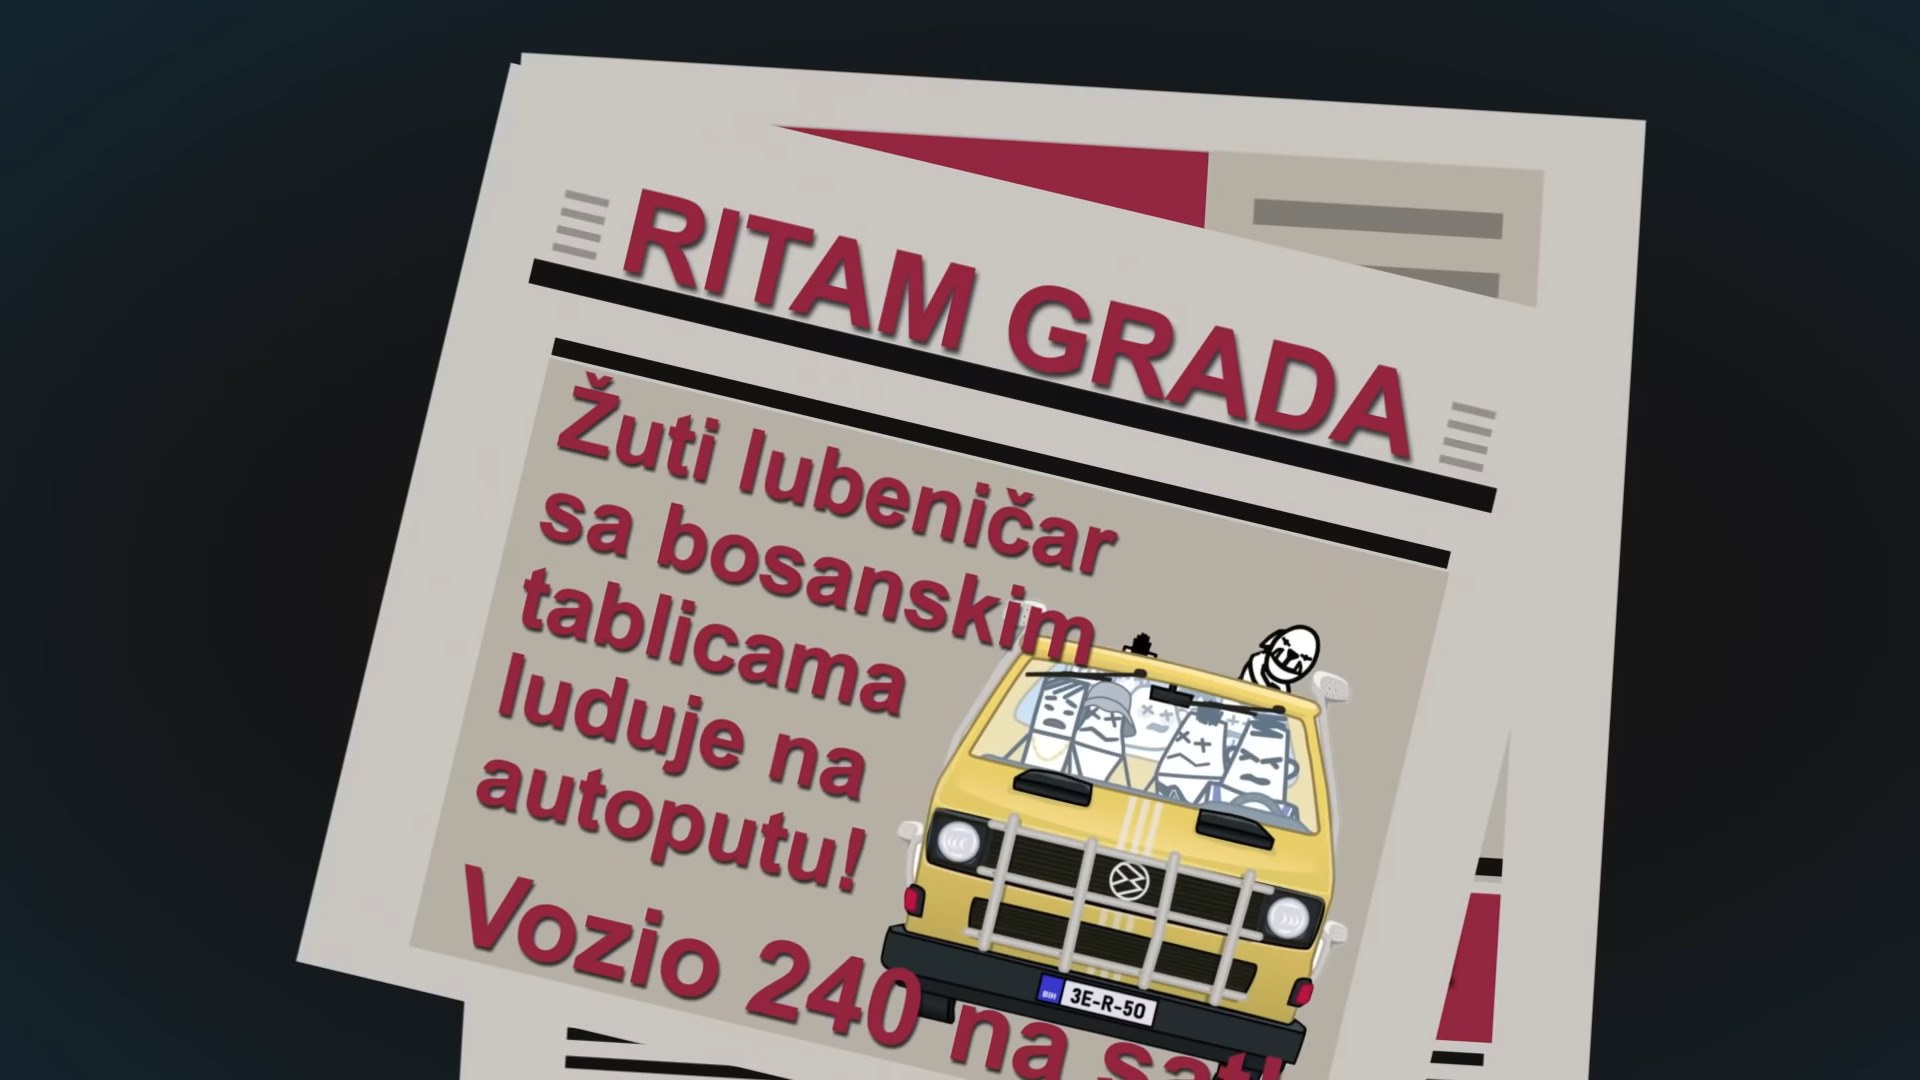 RITAM GRADA
Žuti lubeničar
sa bosanskim
tablicama
luduje na
autoputu!
Vozio 240 na sat!
BIH 3E-R-50